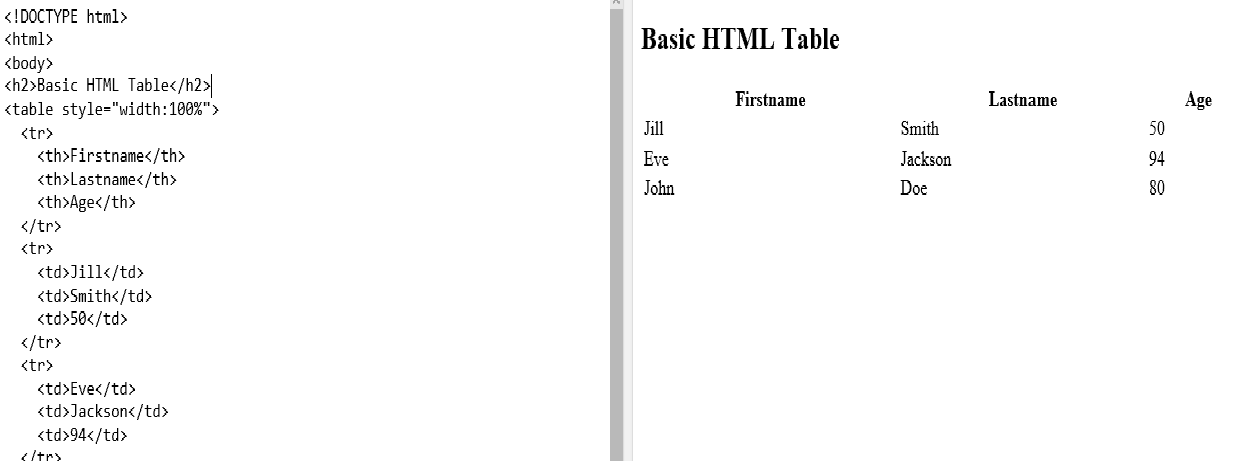 <!DOCTYPE html>
<html>
<body>
<h2>Basic HTML Table</h2>
<table style="width:100%">
  <tr>
    <th>Firstname</th>
    <th>Lastname</th>
    <th>Age</th>
  </tr>
  <tr>
    <td>Jill</td>
    <td>Smith</td>
    <td>50</td>
  </tr>
  <tr>
    <td>Eve</td>
    <td>Jackson</td>
    <td>94</td>
  </tr>
Basic HTML Table
Firstname Lastname Age
Jill Smith 50
Eve Jackson 94
John Doe 80